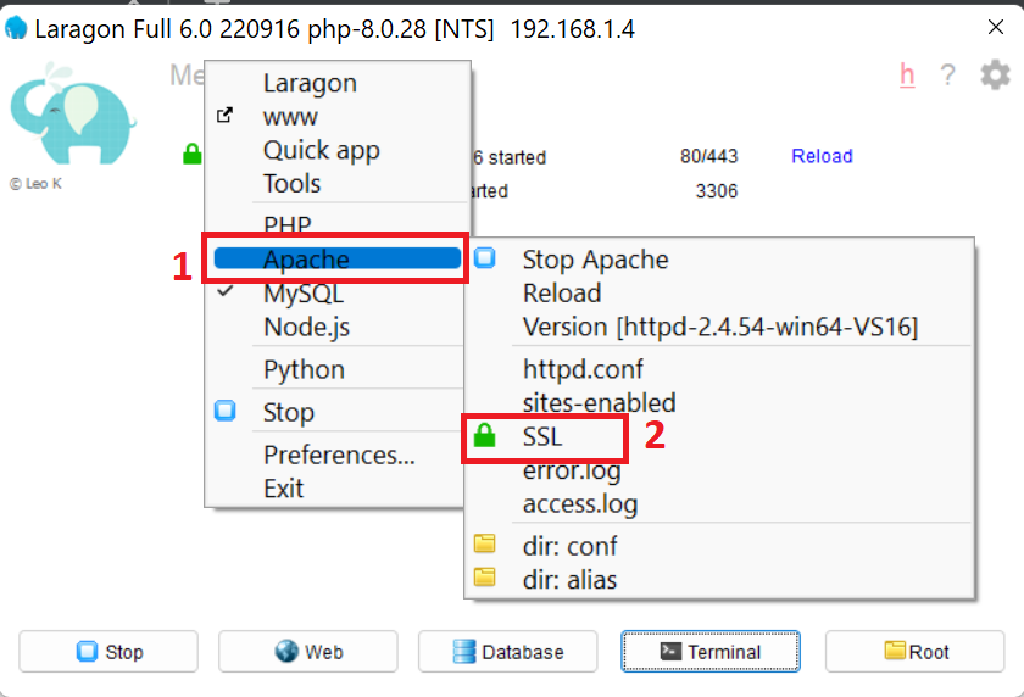 Laragon Full 6.0 220916 php-8.0.28 [NTS] 192.168.1.4
Me
h ?
© Leo K
6 started 80/443 Reload
arted 3306
Laragon
www
Quick app
Tools
PHP
1 Apache
MySQL
Node.js
Python
Stop
Preferences...
Exit
Stop Apache
Reload
Version [httpd-2.4.54-win64-VS16]
httpd.conf
sites-enabled
SSL 2
error.log
access.log
dir: conf
dir: alias
Stop Web Database Terminal Root